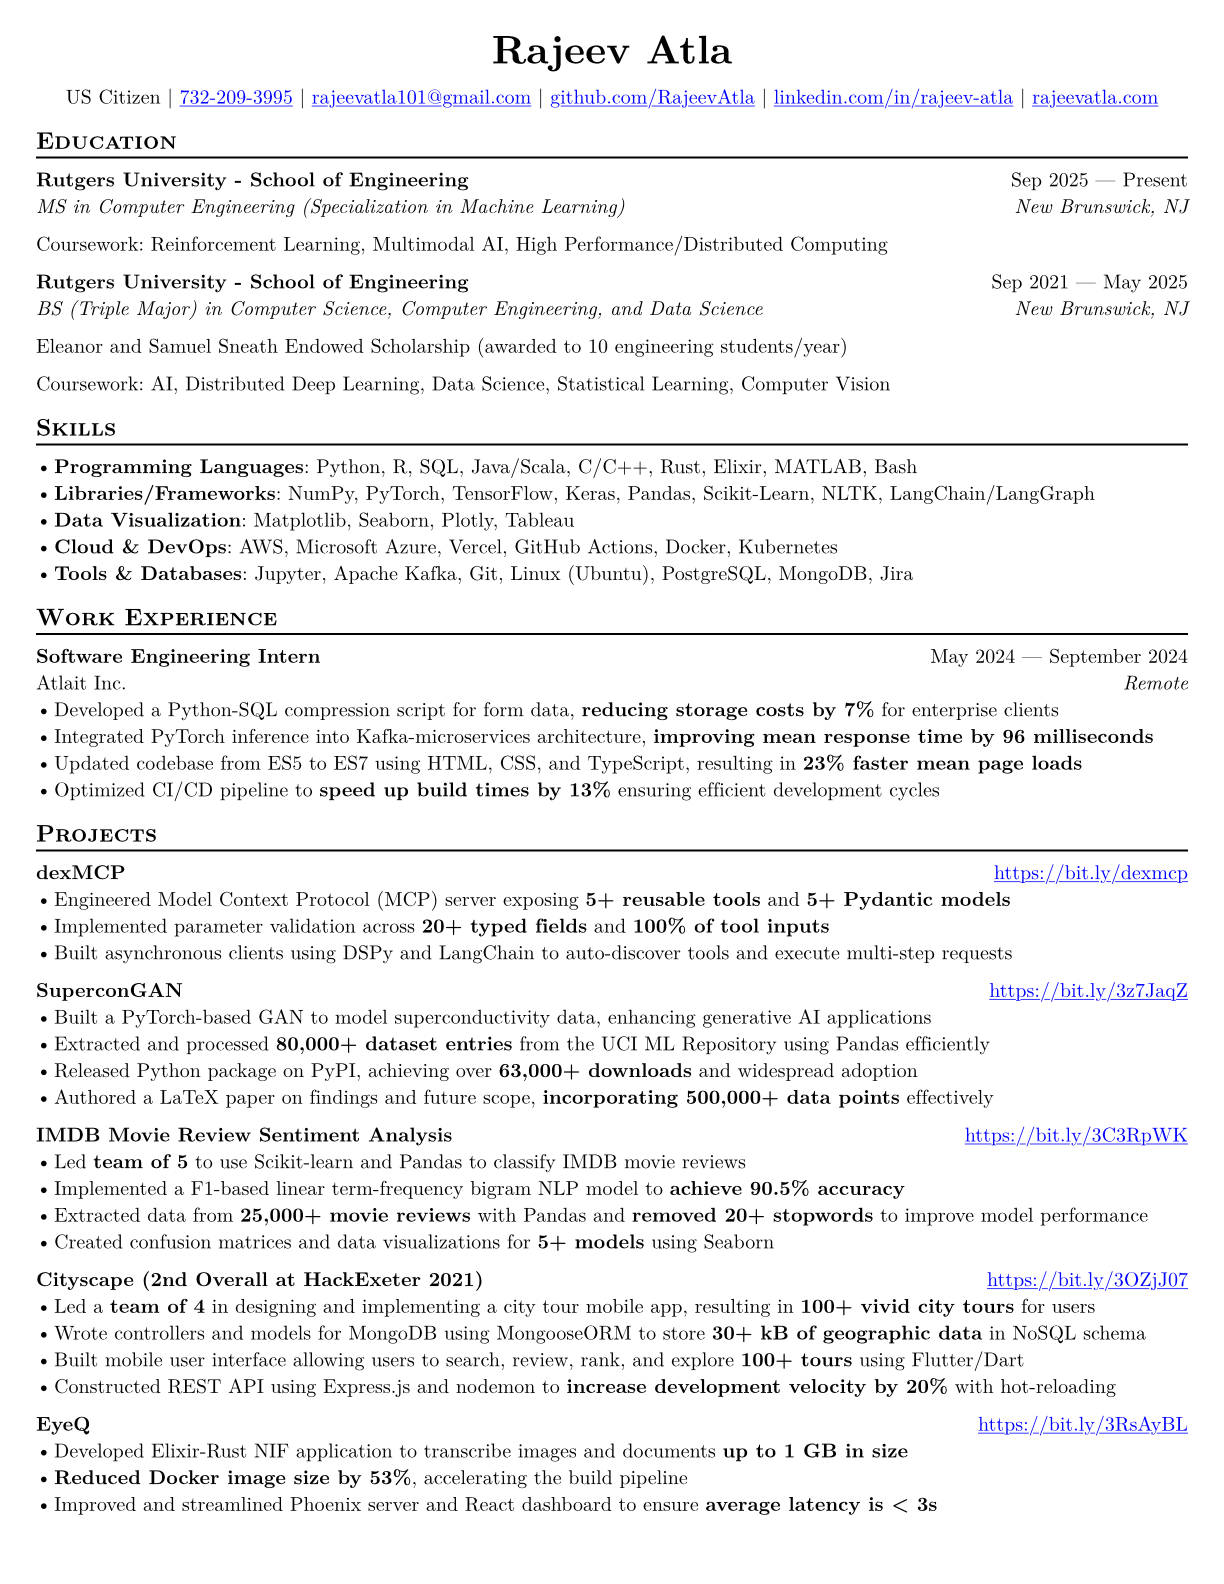 Rajeev Atla
US Citizen | 732-209-3995 | rajeevatla101@gmail.com | github.com/RajeevAtla | linkedin.com/in/rajeev-atla | rajeevatla.com
Education
Rutgers University - School of Engineering Sep 2025 — Present
MS in Computer Engineering (Specialization in Machine Learning) New Brunswick, NJ
Coursework: Reinforcement Learning, Multimodal AI, High Performance/Distributed Computing
Rutgers University - School of Engineering Sep 2021 — May 2025
BS (Triple Major) in Computer Science, Computer Engineering, and Data Science New Brunswick, NJ
Eleanor and Samuel Sneath Endowed Scholarship (awarded to 10 engineering students/year)
Coursework: AI, Distributed Deep Learning, Data Science, Statistical Learning, Computer Vision
Skills
• Programming Languages: Python, R, SQL, Java/Scala, C/C++, Rust, Elixir, MATLAB, Bash
• Libraries/Frameworks: NumPy, PyTorch, TensorFlow, Keras, Pandas, Scikit-Learn, NLTK, LangChain/LangGraph
• Data Visualization: Matplotlib, Seaborn, Plotly, Tableau
• Cloud & DevOps: AWS, Microsoft Azure, Vercel, GitHub Actions, Docker, Kubernetes
• Tools & Databases: Jupyter, Apache Kafka, Git, Linux (Ubuntu), PostgreSQL, MongoDB, Jira
Work Experience
Software Engineering Intern May 2024 — September 2024
Atlait Inc. Remote
• Developed a Python-SQL compression script for form data, reducing storage costs by 7% for enterprise clients
• Integrated PyTorch inference into Kafka-microservices architecture, improving mean response time by 96 milliseconds
• Updated codebase from ES5 to ES7 using HTML, CSS, and TypeScript, resulting in 23% faster mean page loads
• Optimized CI/CD pipeline to speed up build times by 13% ensuring efficient development cycles
Projects
dexMCP https://bit.ly/dexmcp
• Engineered Model Context Protocol (MCP) server exposing 5+ reusable tools and 5+ Pydantic models
• Implemented parameter validation across 20+ typed fields and 100% of tool inputs
• Built asynchronous clients using DSPy and LangChain to auto-discover tools and execute multi-step requests
SuperconGAN https://bit.ly/3z7JaqZ
• Built a PyTorch-based GAN to model superconductivity data, enhancing generative AI applications
• Extracted and processed 80,000+ dataset entries from the UCI ML Repository using Pandas efficiently
• Released Python package on PyPI, achieving over 63,000+ downloads and widespread adoption
• Authored a LaTeX paper on findings and future scope, incorporating 500,000+ data points effectively
IMDB Movie Review Sentiment Analysis https://bit.ly/3C3RpWK
• Led team of 5 to use Scikit-learn and Pandas to classify IMDB movie reviews
• Implemented a F1-based linear term-frequency bigram NLP model to achieve 90.5% accuracy
• Extracted data from 25,000+ movie reviews with Pandas and removed 20+ stopwords to improve model performance
• Created confusion matrices and data visualizations for 5+ models using Seaborn
Cityscape (2nd Overall at HackExeter 2021) https://bit.ly/3OZjJ07
• Led a team of 4 in designing and implementing a city tour mobile app, resulting in 100+ vivid city tours for users
• Wrote controllers and models for MongoDB using MongooseORM to store 30+ kB of geographic data in NoSQL schema
• Built mobile user interface allowing users to search, review, rank, and explore 100+ tours using Flutter/Dart
• Constructed REST API using Express.js and nodemon to increase development velocity by 20% with hot-reloading
EyeQ https://bit.ly/3RsAyBL
• Developed Elixir-Rust NIF application to transcribe images and documents up to 1 GB in size
• Reduced Docker image size by 53%, accelerating the build pipeline
• Improved and streamlined Phoenix server and React dashboard to ensure average latency is < 3s